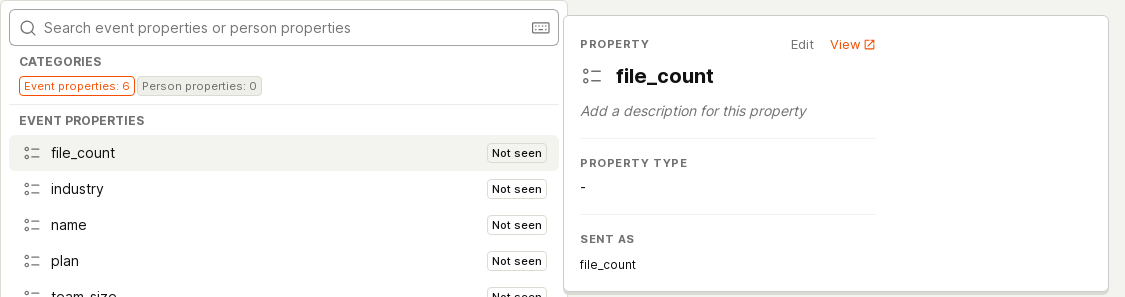 Search event properties or person properties
CATEGORIES
Event properties: 6
Person properties: 0
EVENT PROPERTIES
file_count Not seen
industry Not seen
name Not seen
plan Not seen
team_size
PROPERTY Edit View
file_count
Add a description for this property
PROPERTY TYPE
-
SENT AS
file_count